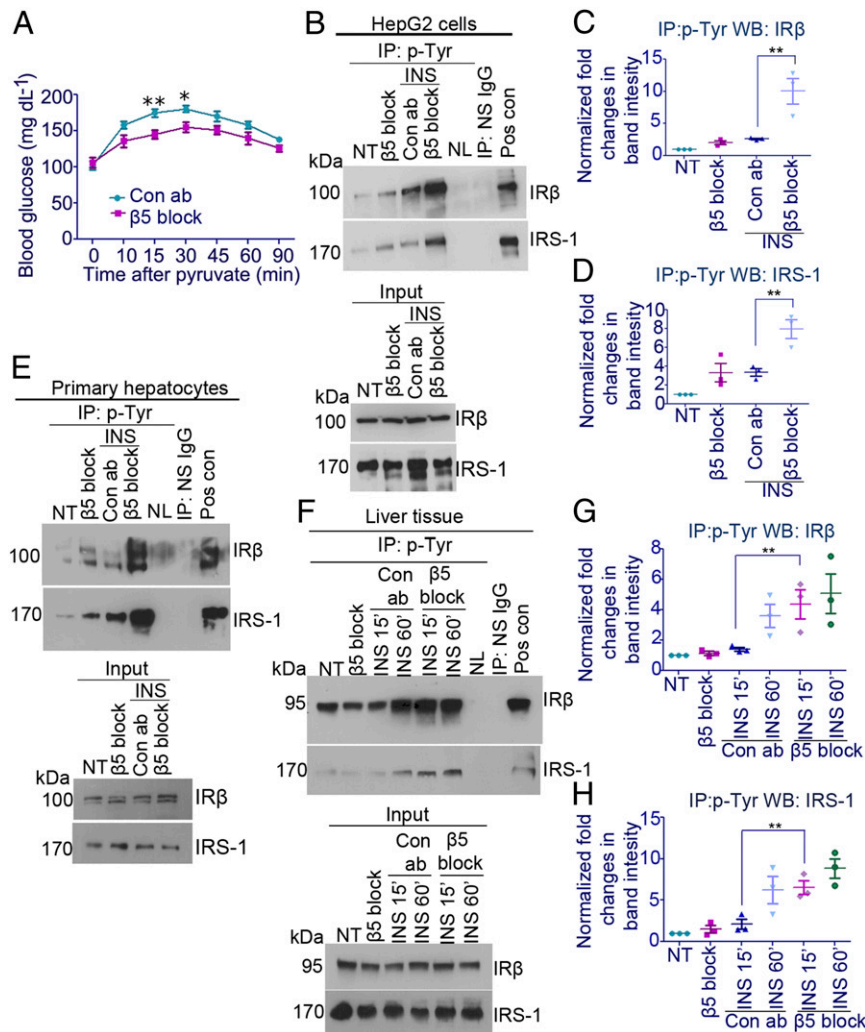 A
Blood glucose (mg dL-1)
200
150
100
50
0
** *
Con ab
β5 block
0 10 15 30 45 60 90
Time after pyruvate (min)
B
HepG2 cells
IP: p-Tyr
INS
NT
β5 block
Con ab
β5 block
NL
IP: NS IgG
Pos con
kDa
100
IRβ
170
IRS-1
Input
INS
NT
β5 block
Con ab
β5 block
kDa
100
IRβ
170
IRS-1
C
IP:p-Tyr WB: IRβ
Normalized fold
changes in
band intesity
15
10
5
0
**
NT
β5 block
Con ab
β5 block
INS
D
IP:p-Tyr WB: IRS-1
Normalized fold
changes in
band intesity
10
8
6
4
2
0
**
NT
β5 block
Con ab
β5 block
INS
E
Primary hepatocytes
IP: p-Tyr
INS
NT
β5 block
Con ab
β5 block
NL
IP: NS IgG
Pos con
100
IRβ
170
IRS-1
Input
INS
NT
β5 block
Con ab
β5 block
kDa
100
IRβ
170
IRS-1
F
Liver tissue
IP: p-Tyr
Con
ab
β5
block
NT
β5 block
INS 15'
INS 60'
INS 15'
INS 60'
NL
IP: NS IgG
Pos con
kDa
95
IRβ
170
IRS-1
Input
Con
ab
β5
block
NT
β5 block
INS 15'
INS 60'
INS 15'
INS 60'
kDa
95
IRβ
170
IRS-1
G
IP:p-Tyr WB: IRβ
Normalized fold
changes in
band intesity
8
6
4
2
0
**
NT
β5 block
INS 15'
INS 60'
INS 15'
INS 60'
Con ab
β5 block
H
IP:p-Tyr WB: IRS-1
Normalized fold
changes in
band intesity
15
10
5
0
**
NT
β5 block
INS 15'
INS 60'
INS 15'
INS 60'
Con ab
β5 block